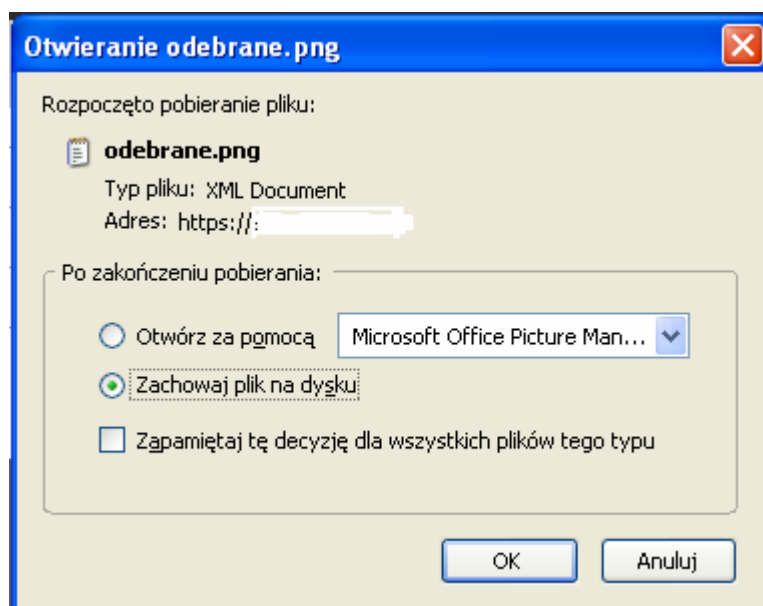 Otwieranie odebrane.png
Rozpoczęto pobieranie pliku:
odebrane.png
Typ pliku: XML Document
Adres: https://
Po zakończeniu pobierania:
Otwórz za pomocą Microsoft Office Picture Man...
Zachowaj plik na dysku
Zapamiętaj tę decyzję dla wszystkich plików tego typu
OK Anuluj